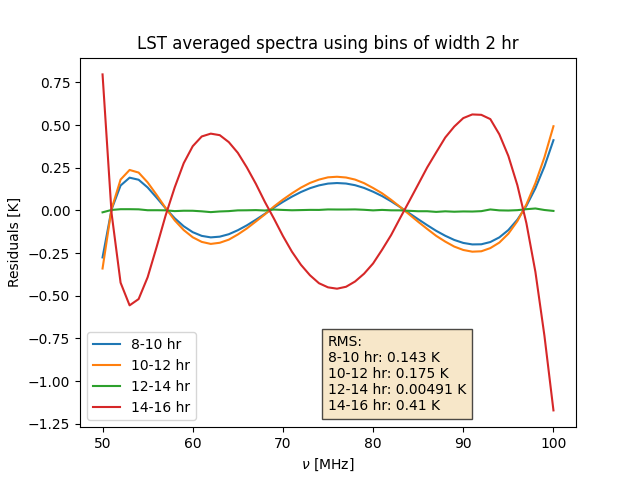 LST averaged spectra using bins of width 2 hr
Residuals [K]
0.75
0.50
0.25
0.00
−0.25
−0.50
−0.75
−1.00
−1.25
8-10 hr
10-12 hr
12-14 hr
14-16 hr
RMS:
8-10 hr: 0.143 K
10-12 hr: 0.175 K
12-14 hr: 0.00491 K
14-16 hr: 0.41 K
50 60 70 80 90 100
ν [MHz]